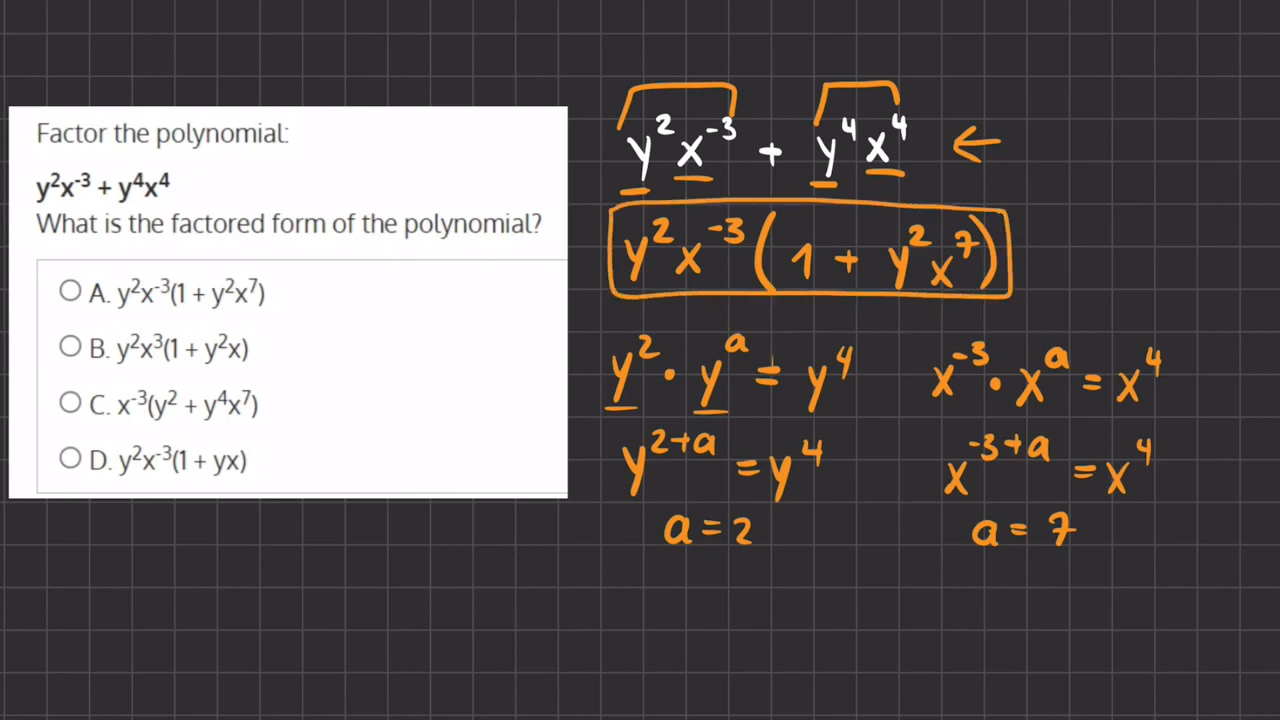 Factor the polynomial:
y²x⁻³ + y⁴x⁴
What is the factored form of the polynomial?
A. y²x⁻³(1 + y²x⁷)
B. y²x³(1 + y²x)
C. x⁻³(y² + y⁴x⁷)
D. y²x⁻³(1 + yx)
y²x⁻³ + y⁴x⁴ ←
y²x⁻³(1 + y²x⁷)
y² · yᵃ = y⁴
y²⁺ᵃ = y⁴
a = 2
x⁻³ · xᵃ = x⁴
x⁻³⁺ᵃ = x⁴
a = 7